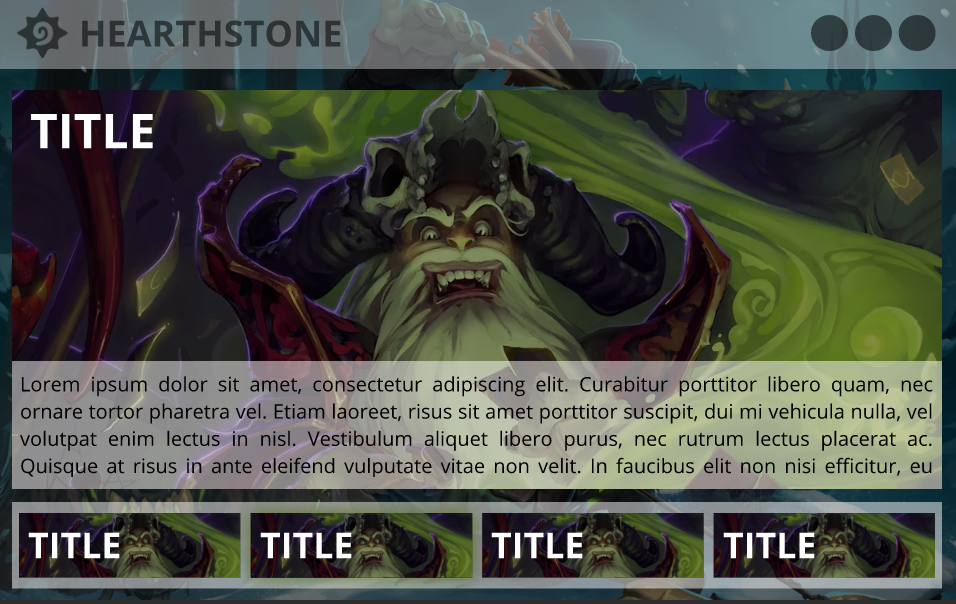 HEARTHSTONE
TITLE
Lorem ipsum dolor sit amet, consectetur adipiscing elit. Curabitur porttitor libero quam, nec
ornare tortor pharetra vel. Etiam laoreet, risus sit amet porttitor suscipit, dui mi vehicula nulla, vel
volutpat enim lectus in nisl. Vestibulum aliquet libero purus, nec rutrum lectus placerat ac.
Quisque at risus in ante eleifend vulputate vitae non velit. In faucibus elit non nisi efficitur, eu
TITLE
TITLE
TITLE
TITLE